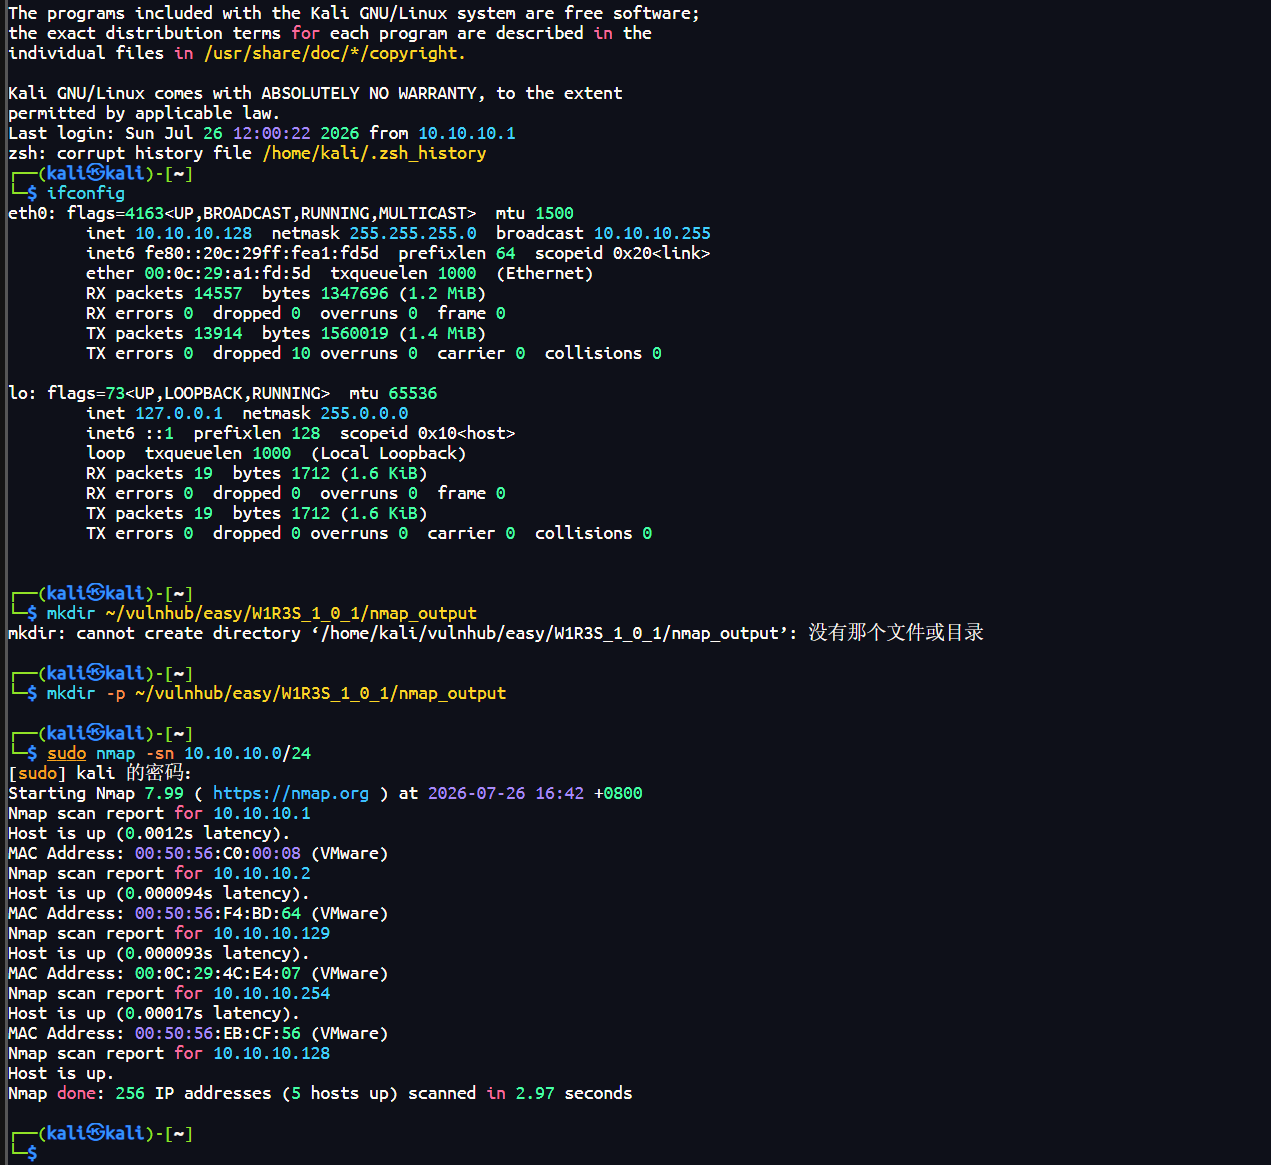 The programs included with the Kali GNU/Linux system are free software;
the exact distribution terms for each program are described in the
individual files in /usr/share/doc/*/copyright.
Kali GNU/Linux comes with ABSOLUTELY NO WARRANTY, to the extent
permitted by applicable law.
Last login: Sun Jul 26 12:00:22 2026 from 10.10.10.1
zsh: corrupt history file /home/kali/.zsh_history
┌──(kali㉿kali)-[~]
└─$ ifconfig
eth0: flags=4163<UP,BROADCAST,RUNNING,MULTICAST>  mtu 1500
        inet 10.10.10.128  netmask 255.255.255.0  broadcast 10.10.10.255
        inet6 fe80::20c:29ff:fea1:fd5d  prefixlen 64  scopeid 0x20<link>
        ether 00:0c:29:a1:fd:5d  txqueuelen 1000  (Ethernet)
        RX packets 14557  bytes 1347696 (1.2 MiB)
        RX errors 0  dropped 0  overruns 0  frame 0
        TX packets 13914  bytes 1560019 (1.4 MiB)
        TX errors 0  dropped 10 overruns 0  carrier 0  collisions 0
lo: flags=73<UP,LOOPBACK,RUNNING>  mtu 65536
        inet 127.0.0.1  netmask 255.0.0.0
        inet6 ::1  prefixlen 128  scopeid 0x10<host>
        loop  txqueuelen 1000  (Local Loopback)
        RX packets 19  bytes 1712 (1.6 KiB)
        RX errors 0  dropped 0  overruns 0  frame 0
        TX packets 19  bytes 1712 (1.6 KiB)
        TX errors 0  dropped 0 overruns 0  carrier 0  collisions 0
┌──(kali㉿kali)-[~]
└─$ mkdir ~/vulnhub/easy/W1R3S_1_0_1/nmap_output
mkdir: cannot create directory ‘/home/kali/vulnhub/easy/W1R3S_1_0_1/nmap_output’: 没有那个文件或目录
┌──(kali㉿kali)-[~]
└─$ mkdir -p ~/vulnhub/easy/W1R3S_1_0_1/nmap_output
┌──(kali㉿kali)-[~]
└─$ sudo nmap -sn 10.10.10.0/24
[sudo] kali 的密码：
Starting Nmap 7.99 ( https://nmap.org ) at 2026-07-26 16:42 +0800
Nmap scan report for 10.10.10.1
Host is up (0.0012s latency).
MAC Address: 00:50:56:C0:00:08 (VMware)
Nmap scan report for 10.10.10.2
Host is up (0.000094s latency).
MAC Address: 00:50:56:F4:BD:64 (VMware)
Nmap scan report for 10.10.10.129
Host is up (0.000093s latency).
MAC Address: 00:0C:29:4C:E4:07 (VMware)
Nmap scan report for 10.10.10.254
Host is up (0.00017s latency).
MAC Address: 00:50:56:EB:CF:56 (VMware)
Nmap scan report for 10.10.10.128
Host is up.
Nmap done: 256 IP addresses (5 hosts up) scanned in 2.97 seconds
┌──(kali㉿kali)-[~]
└─$